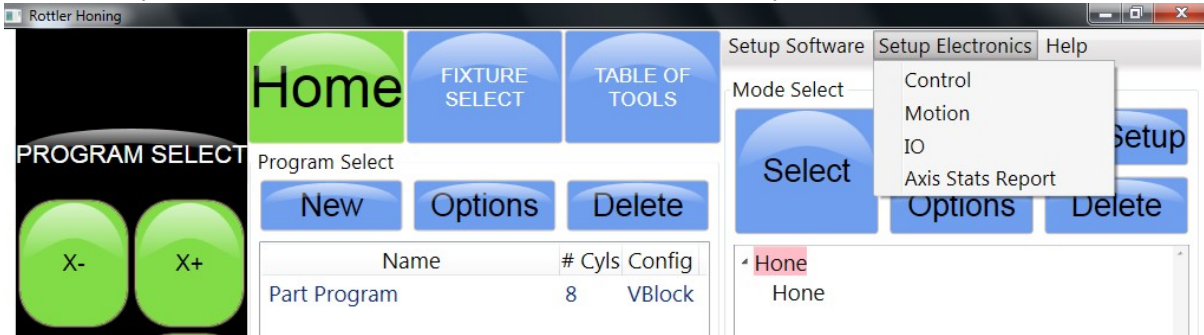 Rottler Honing
Setup Software Setup Electronics Help
Home
FIXTURE
SELECT
TABLE OF
TOOLS
Control
Motion
IO
Axis Stats Report
Mode Select
PROGRAM SELECT
Program Select
Select
Setup
New Options Delete
Options Delete
X- X+
Name # Cyls Config
Part Program 8 VBlock
Hone
Hone